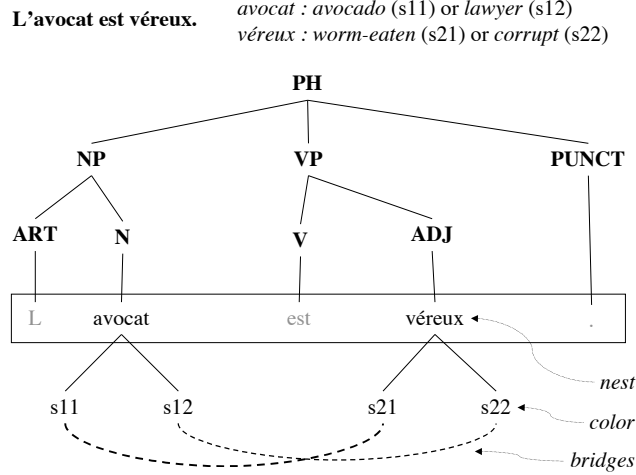 avocat : avocado (s11) or lawyer (s12)
L'avocat est véreux.
véreux : worm-eaten (s21) or corrupt (s22)
PH
NP VP PUNCT
ART N V ADJ
L avocat est véreux .
nest
s11 s12 s21 s22
color
bridges